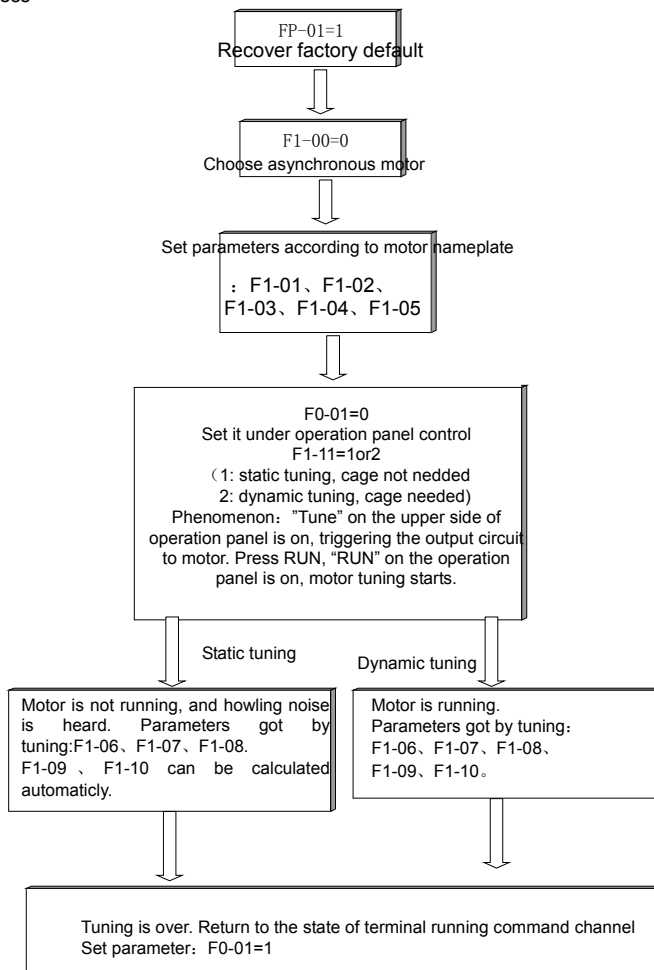 FP-01=1
Recover factory default
F1-00=0
Choose asynchronous motor
Set parameters according to motor nameplate
：F1-01、F1-02、
F1-03、F1-04、F1-05
F0-01=0
Set it under operation panel control
F1-11=1or2
（1: static tuning, cage not nedded
2: dynamic tuning, cage needed)
Phenomenon：”Tune” on the upper side of
operation panel is on, triggering the output circuit
to motor. Press RUN, “RUN” on the operation
panel is on, motor tuning starts.
Static tuning
Dynamic tuning
Motor is not running, and howling noise
is heard. Parameters got by
tuning:F1-06、F1-07、F1-08.
F1-09 、 F1-10 can be calculated
automaticly.
Motor is running.
Parameters got by tuning：
F1-06、F1-07、F1-08、
F1-09、F1-10。
Tuning is over. Return to the state of terminal running command channel
Set parameter：F0-01=1